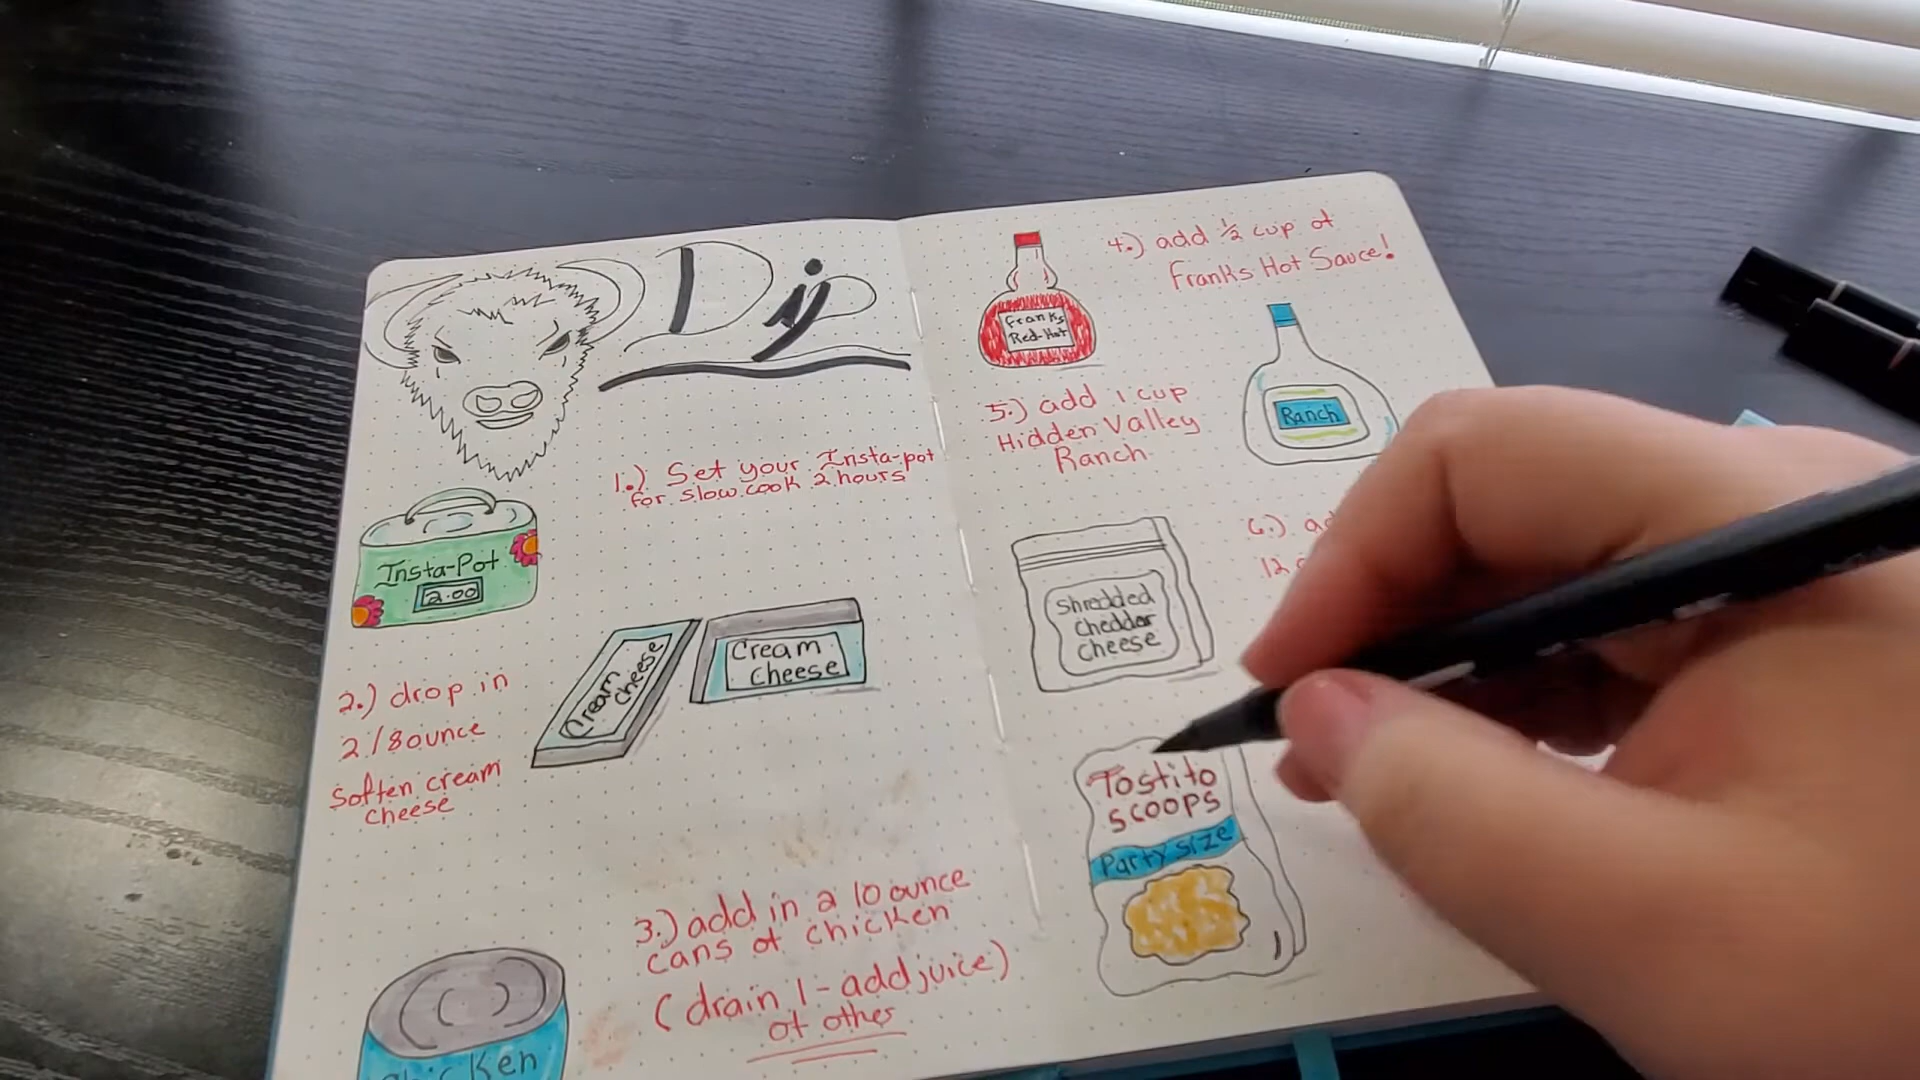 Dip
1.) Set your Insta-pot
for slow cook 2 hours
Insta-Pot
2.00
2.) drop in
2/8ounce
soften cream
cheese
Cream
cheese
Cream
cheese
3.) add in 2 10 ounce
cans of chicken
(drain 1 - add juice)
of other
Chicken
4.) add ½ cup of
Franks Hot Sauce!
Franks
Red-Hot
5.) add 1 cup
Hidden Valley
Ranch
Ranch
6.)
Shredded
Cheddar
Cheese
Tostito
scoops
Party size